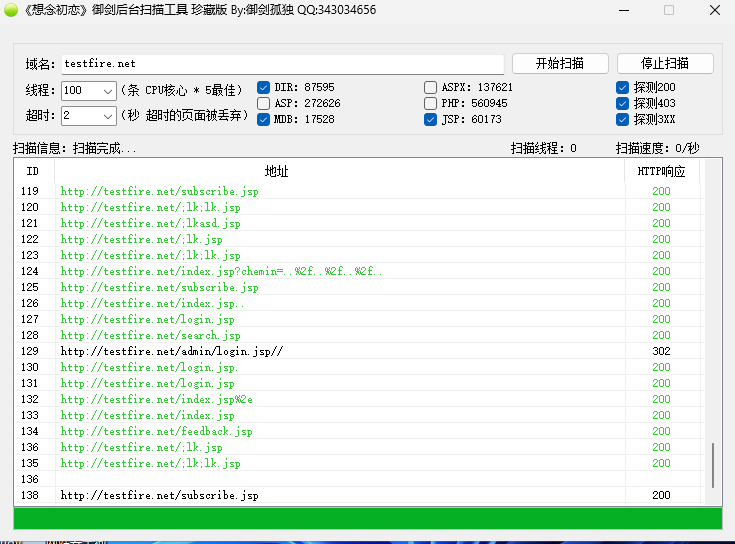 《想念初恋》御剑后台扫描工具 珍藏版 By:御剑孤独 QQ:343034656
域名： testfire.net 开始扫描 停止扫描
线程： 100 （条 CPU核心 * 5最佳） DIR: 87595 ASPX: 137621 探测200
ASP: 272626 PHP: 560945 探测403
超时： 2 （秒 超时的页面被丢弃） MDB: 17528 JSP: 60173 探测3XX
扫描信息：扫描完成... 扫描线程：0 扫描速度：0/秒
ID 地址 HTTP响应
119 http://testfire.net/subscribe.jsp 200
120 http://testfire.net/;lk;lk.jsp 200
121 http://testfire.net/;lkasd.jsp 200
122 http://testfire.net/;lk.jsp 200
123 http://testfire.net/;lk;lk.jsp 200
124 http://testfire.net/index.jsp?chemin=..%2f..%2f..%2f.. 200
125 http://testfire.net/subscribe.jsp 200
126 http://testfire.net/index.jsp.. 200
127 http://testfire.net/login.jsp 200
128 http://testfire.net/search.jsp 200
129 http://testfire.net/admin/login.jsp// 302
130 http://testfire.net/login.jsp. 200
131 http://testfire.net/login.jsp 200
132 http://testfire.net/index.jsp%2e 200
133 http://testfire.net/index.jsp 200
134 http://testfire.net/feedback.jsp 200
136 http://testfire.net/;lk.jsp 200
135 http://testfire.net/;lk;lk.jsp 200
136
138 http://testfire.net/subscribe.jsp 200